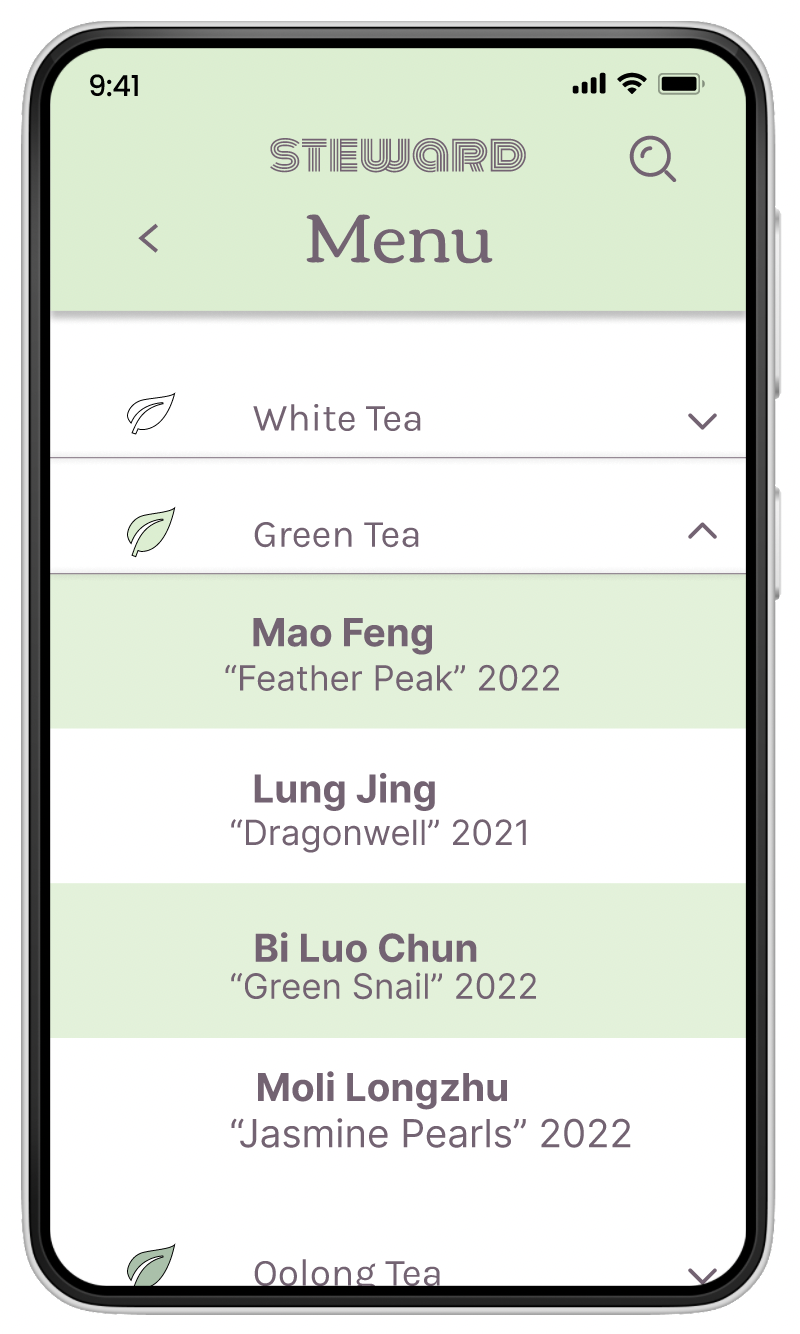 9:41
STEWARD
Menu
White Tea
Green Tea
Mao Feng
“Feather Peak” 2022
Lung Jing
“Dragonwell” 2021
Bi Luo Chun
“Green Snail” 2022
Moli Longzhu
“Jasmine Pearls” 2022
Oolong Tea